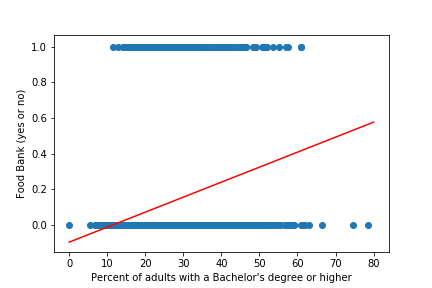 1.0
0.8
0.6
0.4
0.2
0.0
Food Bank (yes or no)
0 10 20 30 40 50 60 70 80
Percent of adults with a Bachelor's degree or higher